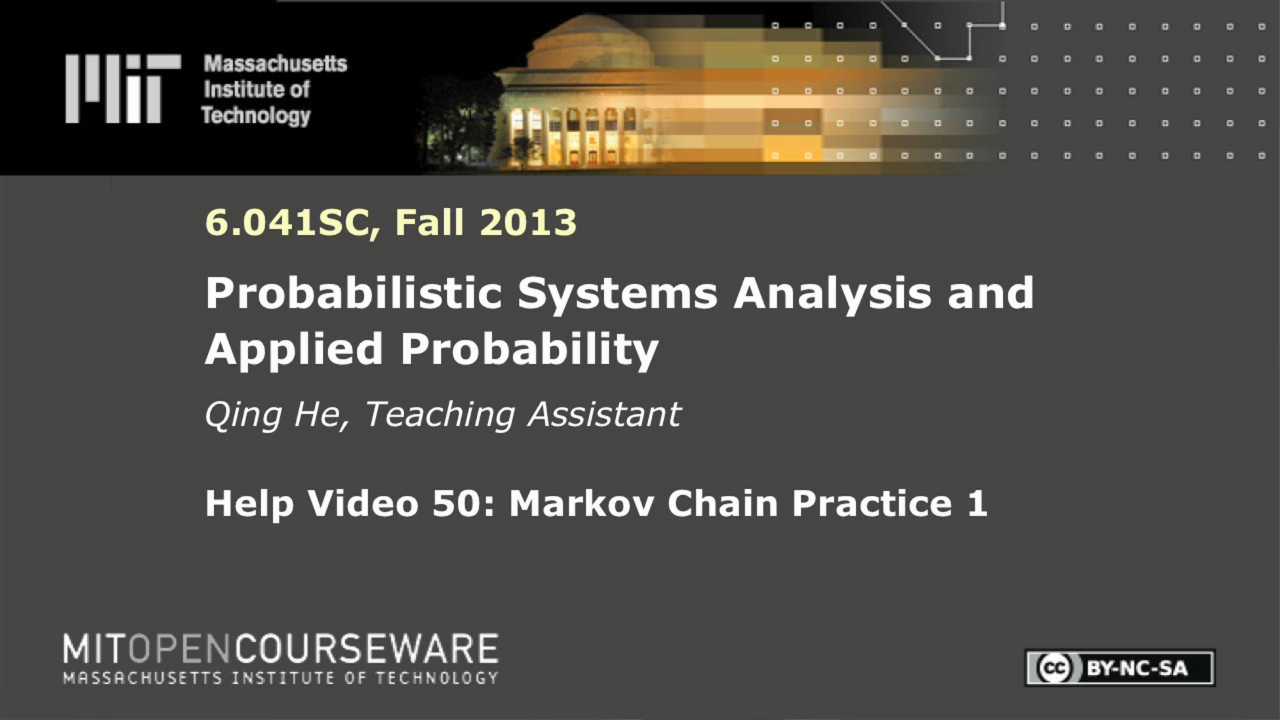 Massachusetts
Institute of
Technology
6.041SC, Fall 2013
Probabilistic Systems Analysis and
Applied Probability
Qing He, Teaching Assistant
Help Video 50: Markov Chain Practice 1
MITOPENCOURSEWARE
MASSACHUSETTS INSTITUTE OF TECHNOLOGY
cc BY-NC-SA